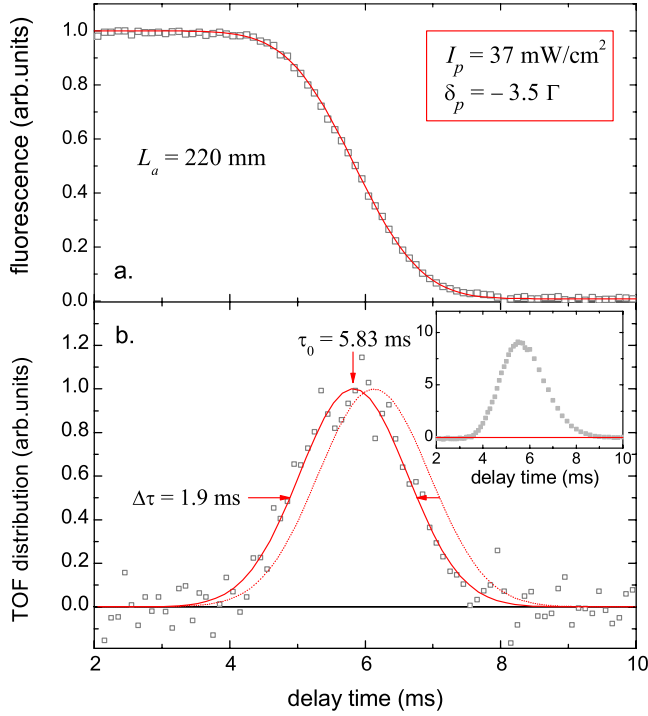 fluorescence (arb.units)
1.0
0.8
0.6
0.4
0.2
0.0
I_p = 37 mW/cm²
δ_p = – 3.5 Γ
L_a = 220 mm
a.
TOF distribution (arb.units)
1.2
1.0
0.8
0.6
0.4
0.2
0.0
b.
τ₀ = 5.83 ms
Δτ = 1.9 ms
10
5
0
2 4 6 8 10
delay time (ms)
2 4 6 8 10
delay time (ms)